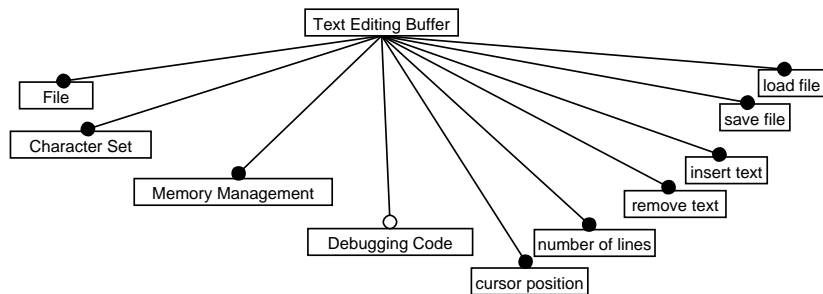 Text Editing Buffer
load file
File
save file
Character Set
insert text
Memory Management
remove text
Debugging Code
number of lines
cursor position